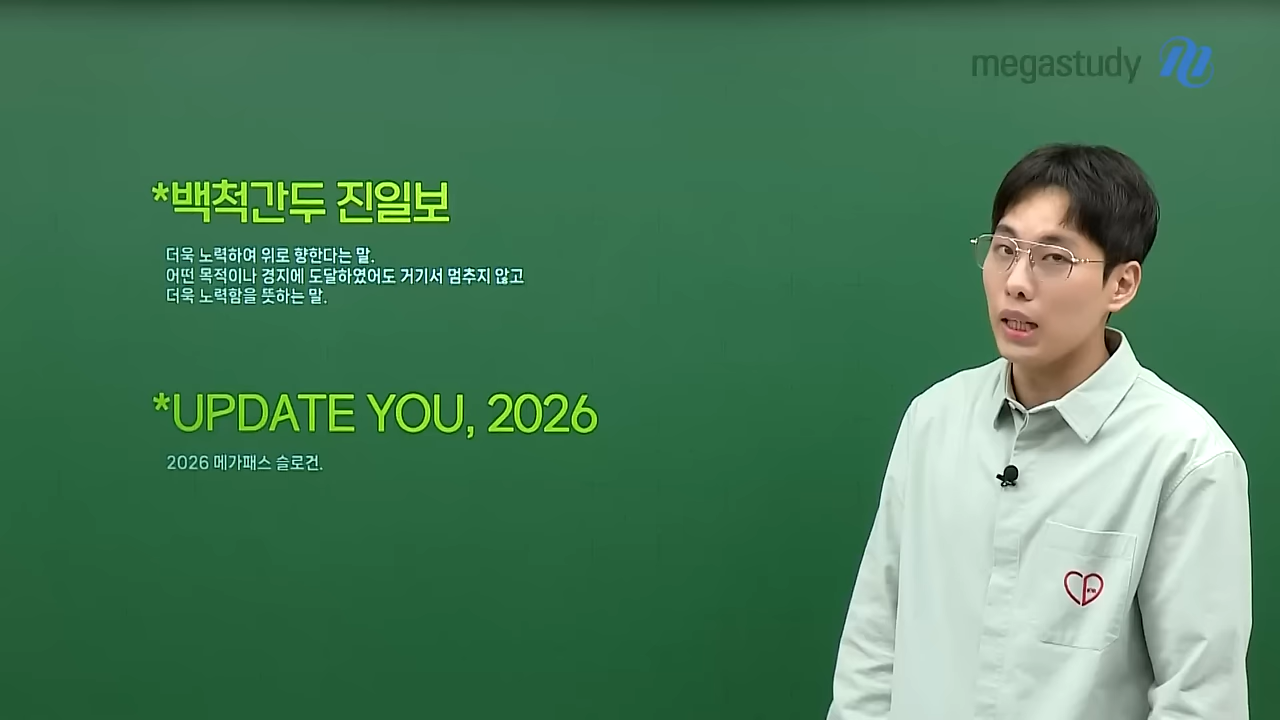 megastudy
*백척간두 진일보
더욱 노력하여 위로 향한다는 말.
어떤 목적이나 경지에 도달하였어도 거기서 멈추지 않고
더욱 노력함을 뜻하는 말.
*UPDATE YOU, 2026
2026 메가패스 슬로건.